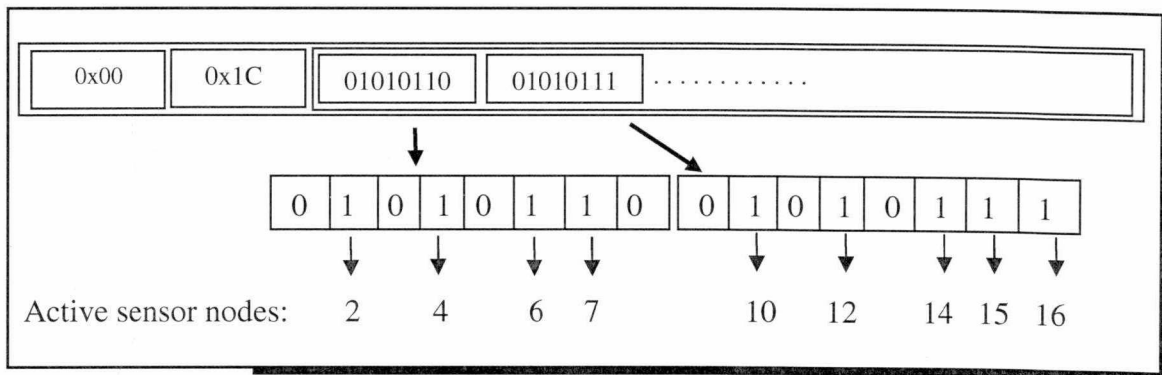 0x00 0x1C 01010110 01010111 . . . . . . . . . . . .
0 1 0 1 0 1 1 0 0 1 0 1 0 1 1 1
Active sensor nodes: 2 4 6 7 10 12 14 15 16